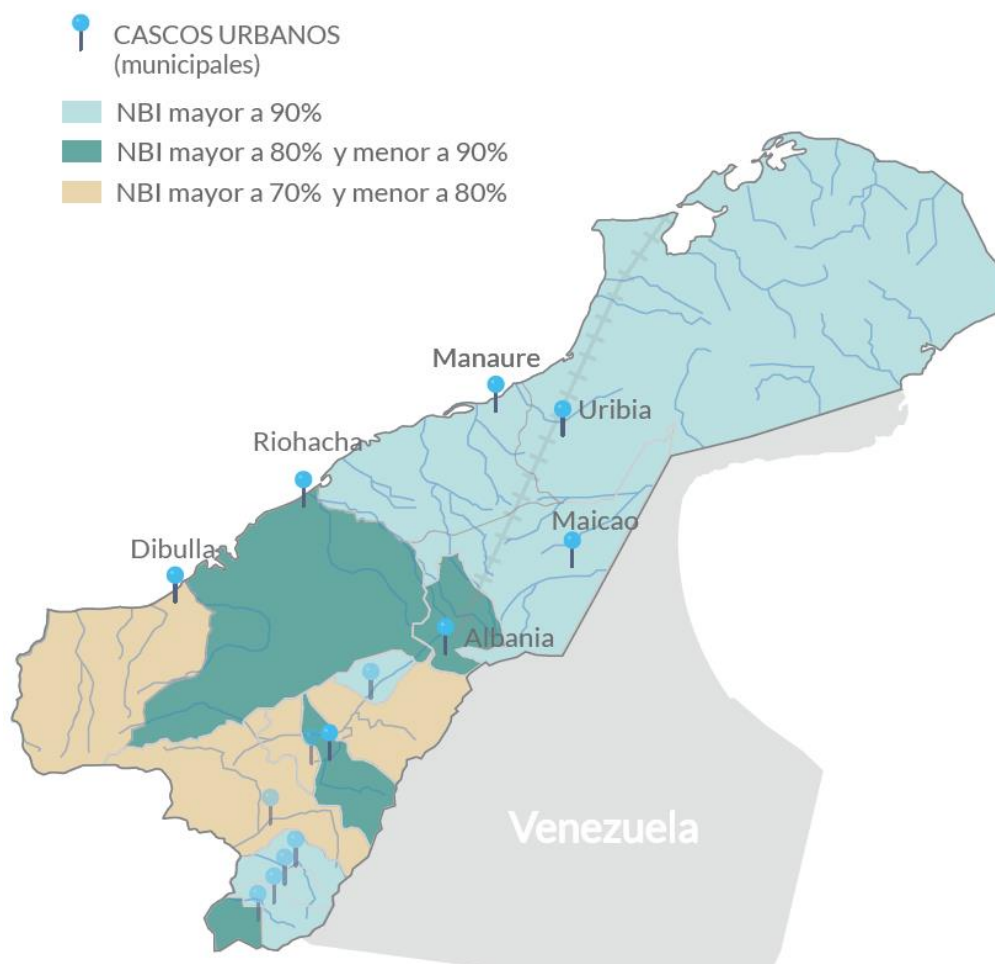 CASCOS URBANOS
(municipales)
NBI mayor a 90%
NBI mayor a 80% y menor a 90%
NBI mayor a 70% y menor a 80%
Manaure
Uribia
Riohacha
Maicao
Dibulla
Albania
Venezuela